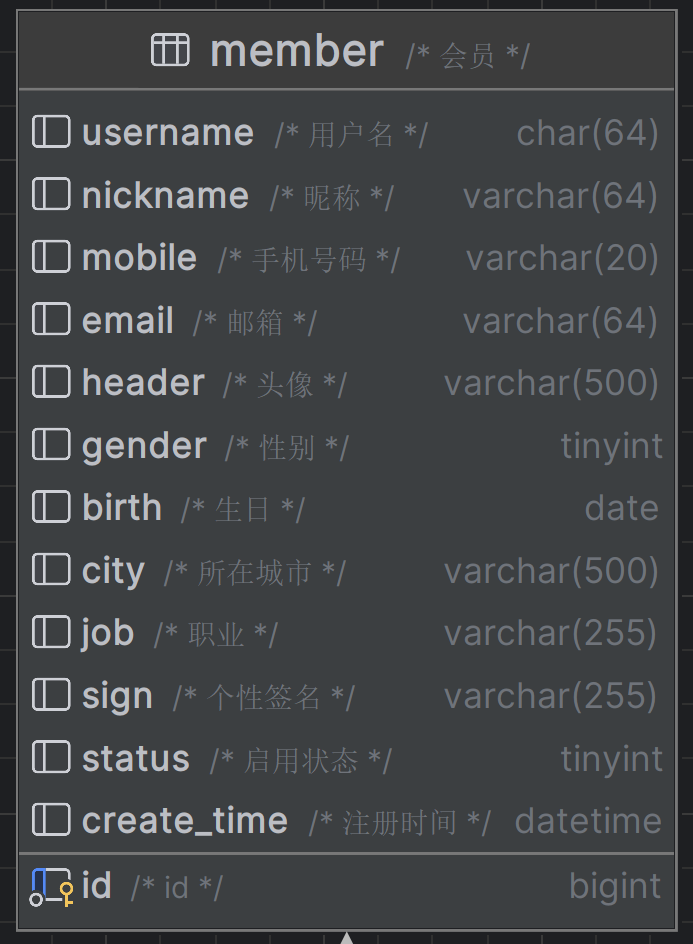 member /* 会员 */
username /* 用户名 */ char(64)
nickname /* 昵称 */ varchar(64)
mobile /* 手机号码 */ varchar(20)
email /* 邮箱 */ varchar(64)
header /* 头像 */ varchar(500)
gender /* 性别 */ tinyint
birth /* 生日 */ date
city /* 所在城市 */ varchar(500)
job /* 职业 */ varchar(255)
sign /* 个性签名 */ varchar(255)
status /* 启用状态 */ tinyint
create_time /* 注册时间 */ datetime
id /* id */ bigint